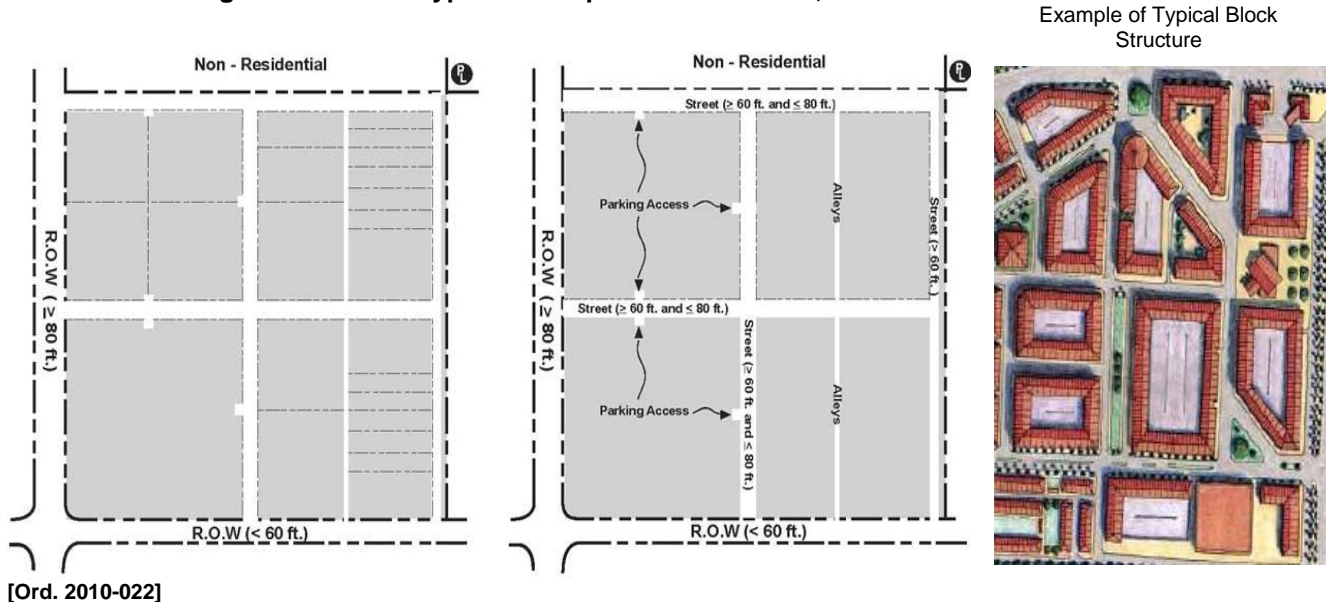 Example of Typical Block
Structure
Non - Residential
PL
R.O.W (≥ 80 ft.)
R.O.W (< 60 ft.)
Non - Residential
PL
Street (≥ 60 ft. and ≤ 80 ft.)
Parking Access
Alleys
Street (≥ 60 ft.)
R.O.W (≥ 80 ft.)
Street (≥ 60 ft. and ≤ 80 ft.)
Street (≥ 60 ft. and ≤ 80 ft.)
Parking Access
Alleys
R.O.W (< 60 ft.)
[Ord. 2010-022]